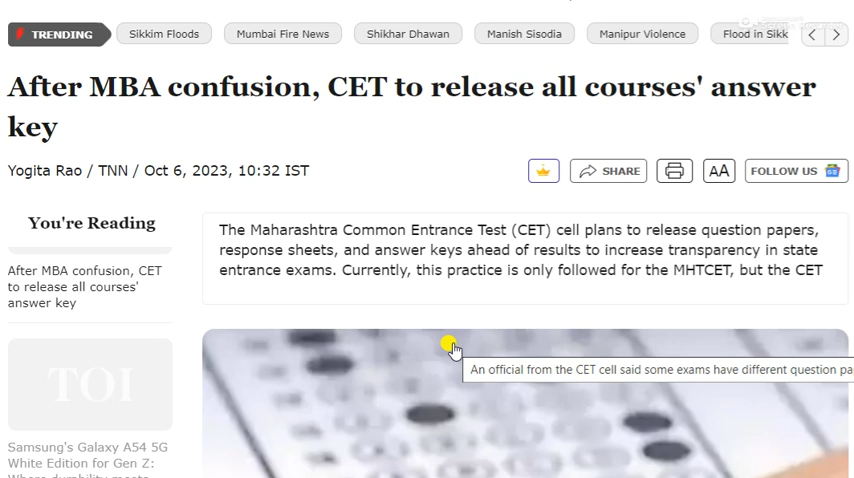 TRENDING
Sikkim Floods
Mumbai Fire News
Shikhar Dhawan
Manish Sisodia
Manipur Violence
Flood in Sikk
After MBA confusion, CET to release all courses' answer
key
Yogita Rao / TNN / Oct 6, 2023, 10:32 IST
SHARE
AA
FOLLOW US
You're Reading
The Maharashtra Common Entrance Test (CET) cell plans to release question papers,
response sheets, and answer keys ahead of results to increase transparency in state
entrance exams. Currently, this practice is only followed for the MHTCET, but the CET
After MBA confusion, CET
to release all courses'
answer key
An official from the CET cell said some exams have different question pa
TOI
Samsung's Galaxy A54 5G
White Edition for Gen Z: